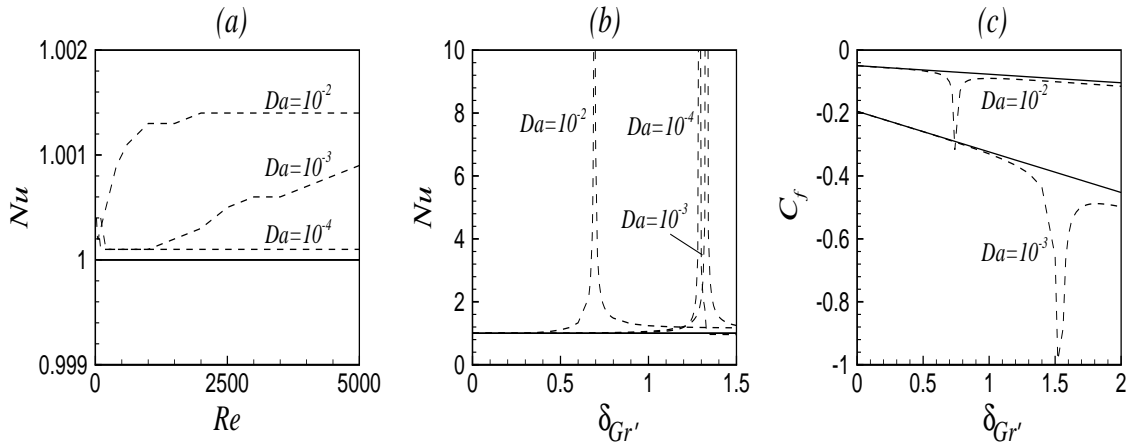 (a)
1.002
1.001
1
0.999
Nu
Da=10⁻²
Da=10⁻³
Da=10⁻⁴
0
2500
5000
Re
(b)
10
8
6
4
2
0
Nu
Da=10⁻²
Da=10⁻⁴
Da=10⁻³
0
0.5
1
1.5
δGr'
(c)
0
-0.2
-0.4
-0.6
-0.8
-1
C_f
Da=10⁻²
Da=10⁻³
0
0.5
1
1.5
2
δGr'